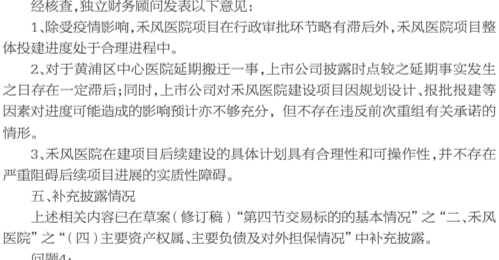 经核查,独立财务顾问发表以下意见:
1、除受疫情影响,禾风医院项目在行政审批环节略有滞后外,禾风医院项目整
体投建进度处于合理进程中。
2、对于黄浦区中心医院延期搬迁一事,上市公司披露时点较之延期事实发生
之日存在一定滞后;同时,上市公司对禾风医院建设项目因规划设计、报批报建等
因素对进度可能造成的影响预计亦不够充分,但不存在违反前次重组有关承诺的
情形。
3、禾风医院在建项目后续建设的具体计划具有合理性和可操作性,并不存在
严重阻碍后续项目进展的实质性障碍。
五、补充披露情况
上述相关内容已在草案(修订稿)“第四节交易标的的基本情况”之“二、禾风
医院”之“(四)主要资产权属、主要负债及对外担保情况”中补充披露。
问题4: